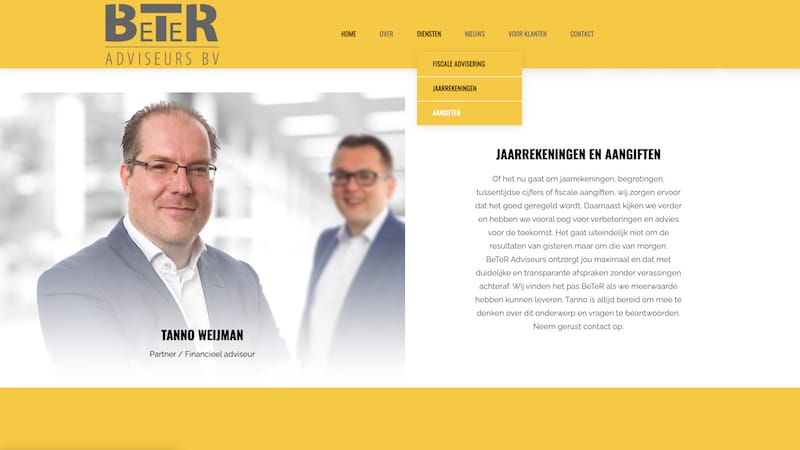 BeTeR
ADVISEURS BV
HOME OVER DIENSTEN NIEUWS VOOR KLANTEN CONTACT
FISCALE ADVISERING
JAARREKENINGEN
AANGIFTEN
TANNO WEIJMAN
Partner / Financieel adviseur
JAARREKENINGEN EN AANGIFTEN
Of het nu gaat om jaarrekeningen, begrotingen,
tussentijdse cijfers of fiscale aangiften, wij zorgen ervoor
dat het goed geregeld wordt. Daarnaast kijken we verder
en hebben we vooral oog voor verbeteringen en advies
voor de toekomst. Het gaat uiteindelijk niet om de
resultaten van gisteren maar om die van morgen.
BeTeR Adviseurs ontzorgt jou maximaal en dat met
duidelijke en transparante afspraken zonder verassingen
achteraf. Wij vinden het pas BeTeR als we meerwaarde
hebben kunnen leveren. Tanno is altijd bereid om mee te
denken over dit onderwerp en vragen te beantwoorden.
Neem gerust contact op.